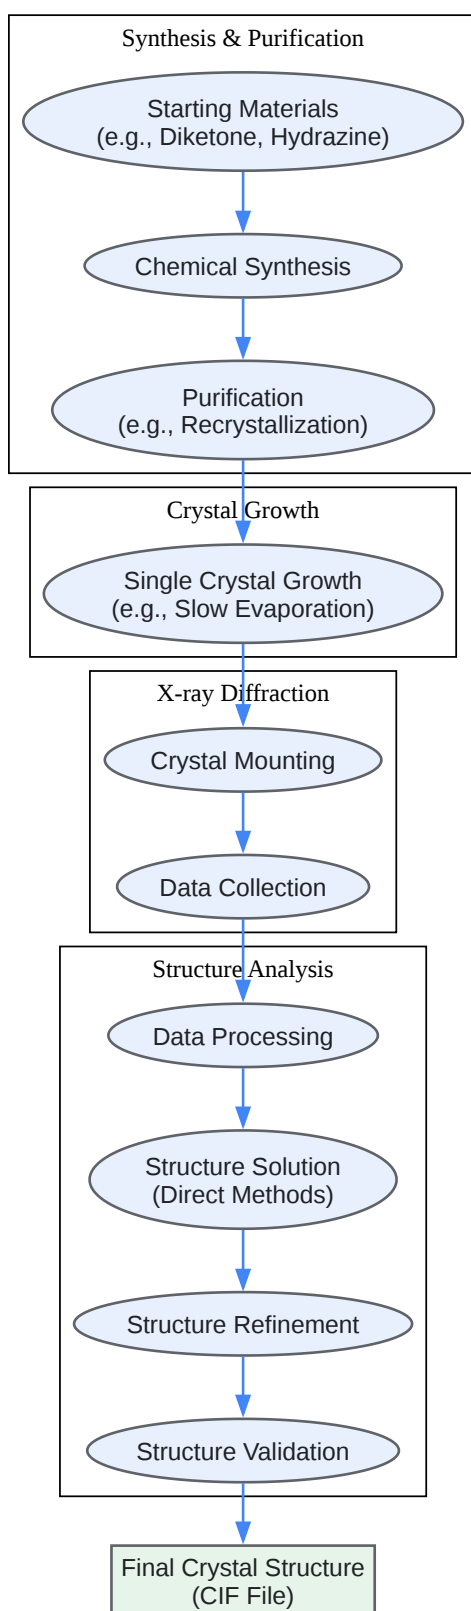 Synthesis & Purification
Starting Materials
(e.g., Diketone, Hydrazine)
Chemical Synthesis
Purification
(e.g., Recrystallization)
Crystal Growth
Single Crystal Growth
(e.g., Slow Evaporation)
X-ray Diffraction
Crystal Mounting
Data Collection
Structure Analysis
Data Processing
Structure Solution
(Direct Methods)
Structure Refinement
Structure Validation
Final Crystal Structure
(CIF File)